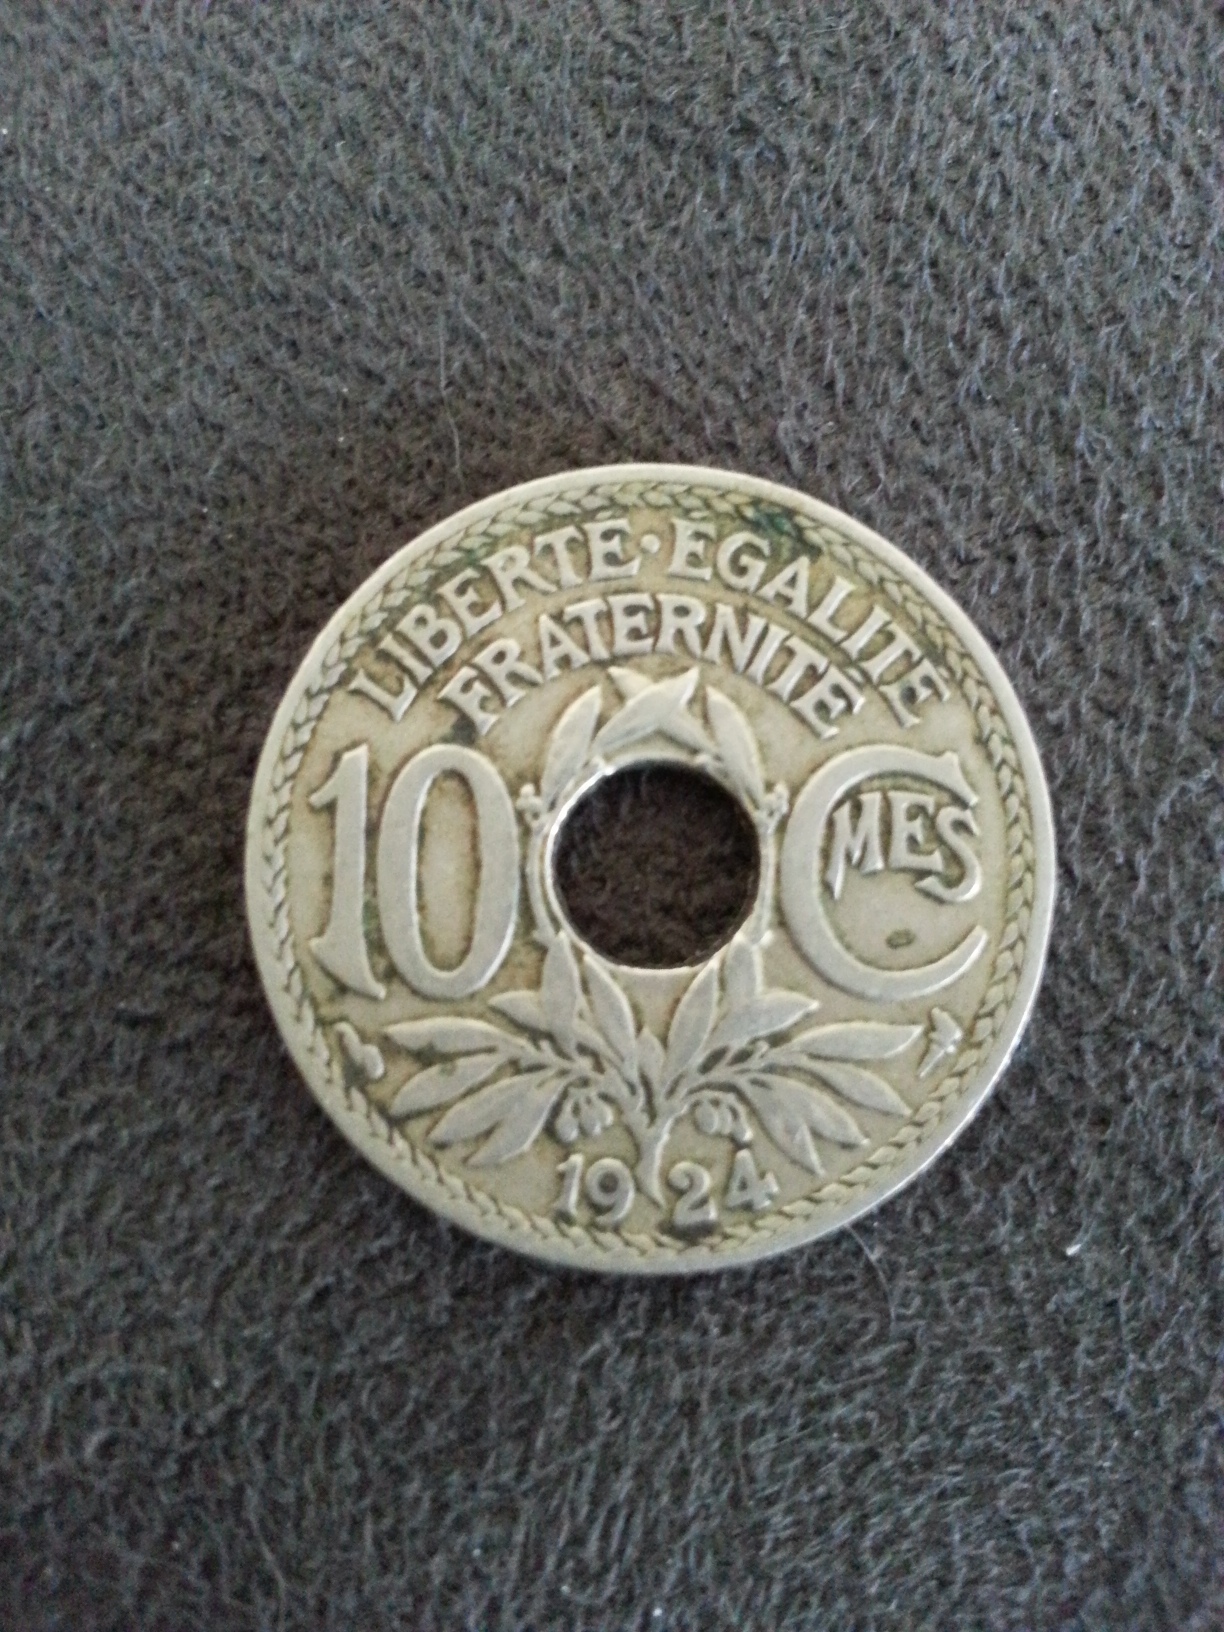 LIBERTE·EGALITE
FRATERNITE
10 CMES
1924